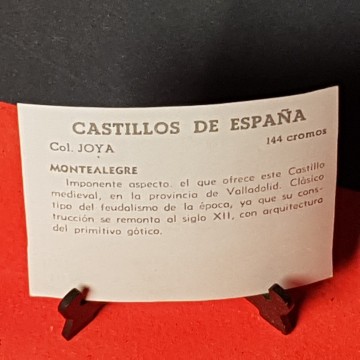 CASTILLOS DE ESPAÑA
Col. JOYA 144 cromos
MONTEALEGRE
Imponente aspecto, el que ofrece este Castillo
medieval, en la provincia de Valladolid. Clásico
tipo del feudalismo de la época, ya que su cons-
trucción se remonta al siglo XII, con arquitectura
del primitivo gótico.